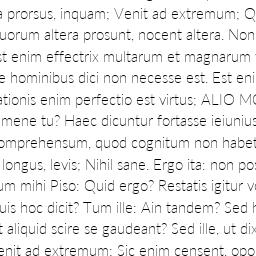 a prorsus, inquam; Venit ad extremum; Q
uorum altera prosunt, nocent altera. Non
st enim effectrix multarum et magnarum
e hominibus dici non necesse est. Est eni
ationis enim perfectio est virtus; ALIO MO
mene tu? Haec dicuntur fortasse ieiunius
omprehensum, quod cognitum non habet
longus, levis; Nihil sane. Ergo ita: non pos
um mihi Piso: Quid ergo? Restatis igitur v
uis hoc dicit? Tum ille: Ain tandem? Sed h
t aliquid scire se gaudeant? Sed ille, ut dix
enit ad extremum; Sic enim censent, opo